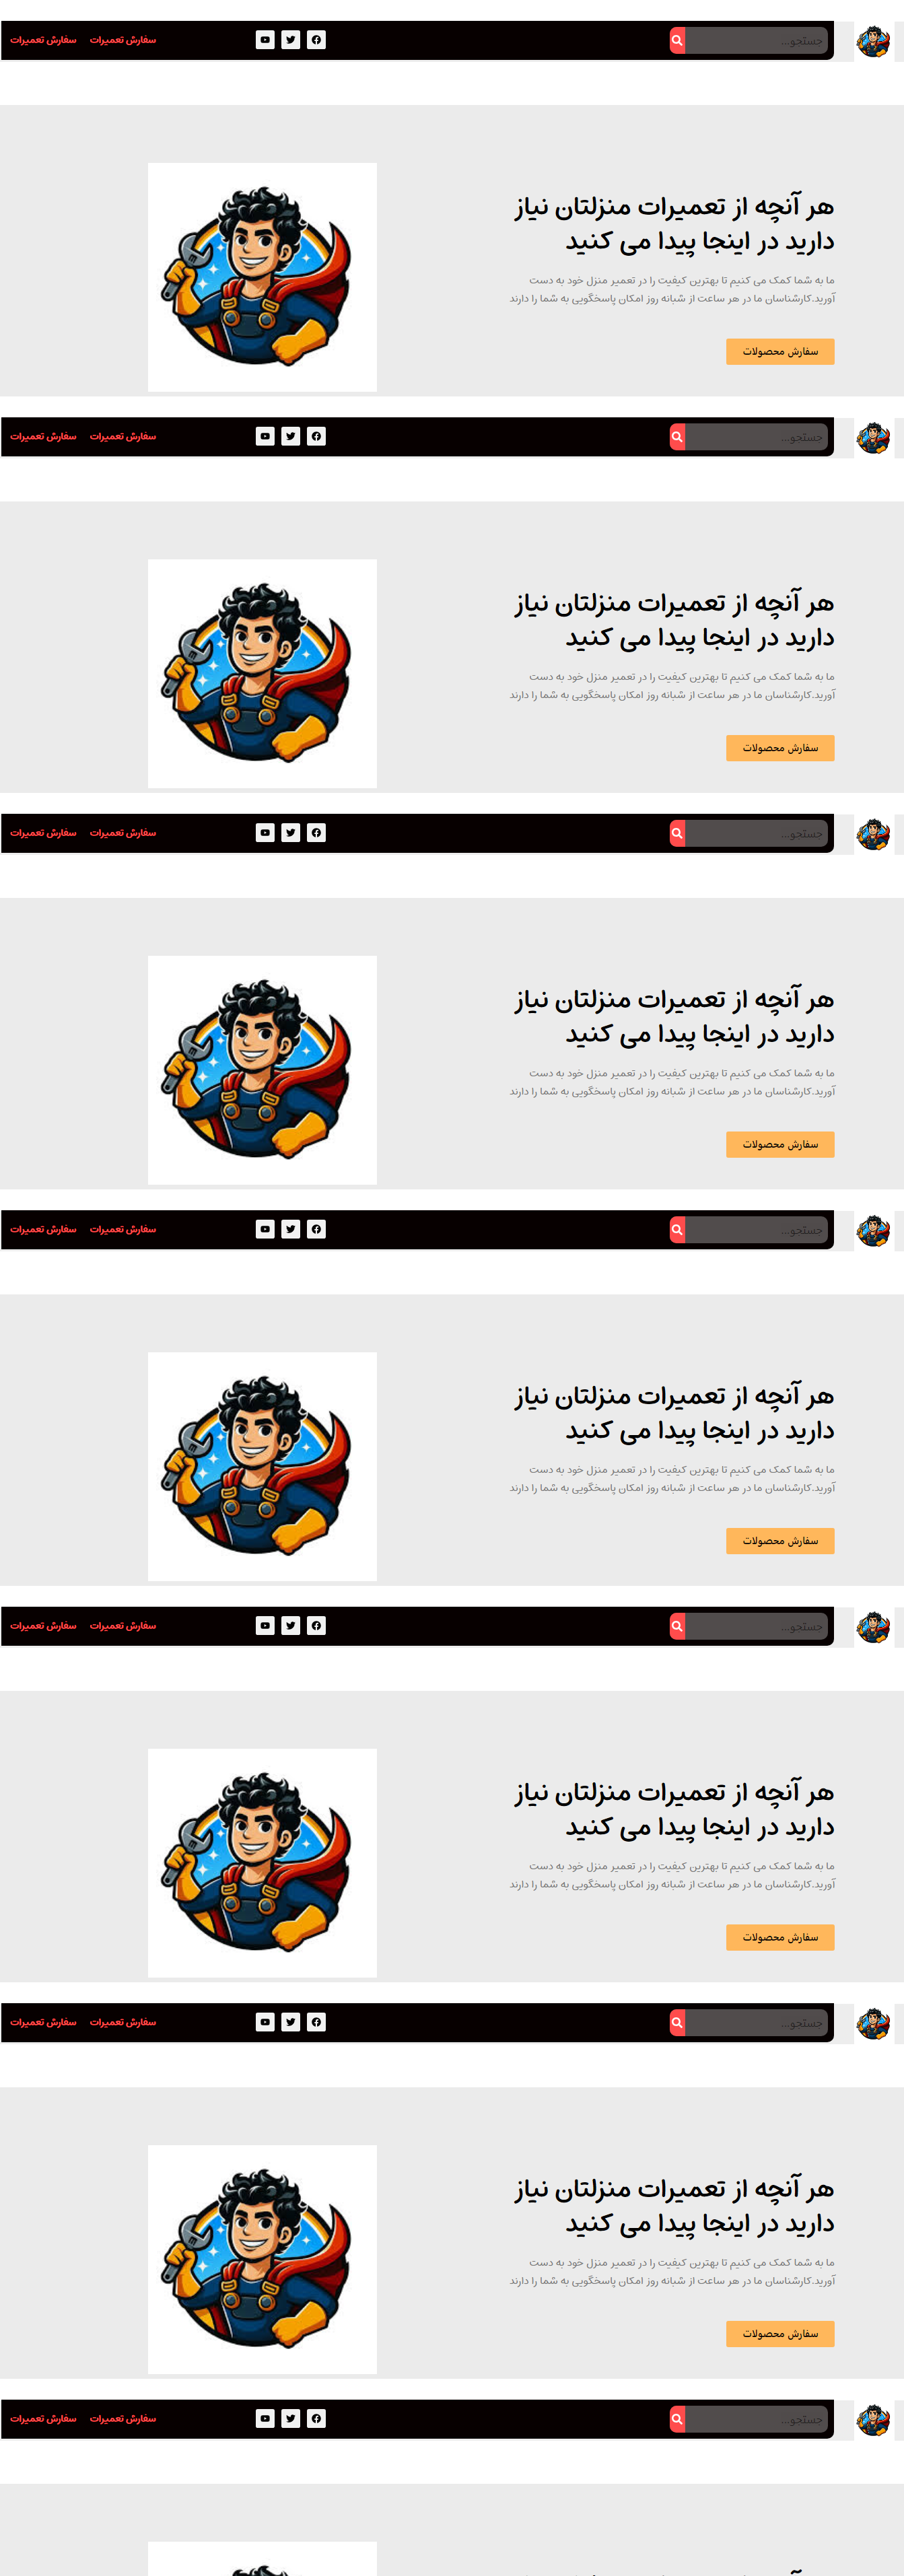 جستجو...
سفارش تعمیرات
سفارش تعمیرات
هر آنچه از تعمیرات منزلتان نیاز
دارید در اینجا پیدا می کنید
ما به شما کمک می کنیم تا بهترین کیفیت را در تعمیر منزل خود به دست
آورید.کارشناسان ما در هر ساعت از شبانه روز امکان پاسخگویی به شما را دارند
سفارش محصولات
جستجو...
سفارش تعمیرات
سفارش تعمیرات
هر آنچه از تعمیرات منزلتان نیاز
دارید در اینجا پیدا می کنید
ما به شما کمک می کنیم تا بهترین کیفیت را در تعمیر منزل خود به دست
آورید.کارشناسان ما در هر ساعت از شبانه روز امکان پاسخگویی به شما را دارند
سفارش محصولات
جستجو...
سفارش تعمیرات
سفارش تعمیرات
هر آنچه از تعمیرات منزلتان نیاز
دارید در اینجا پیدا می کنید
ما به شما کمک می کنیم تا بهترین کیفیت را در تعمیر منزل خود به دست
آورید.کارشناسان ما در هر ساعت از شبانه روز امکان پاسخگویی به شما را دارند
سفارش محصولات
جستجو...
سفارش تعمیرات
سفارش تعمیرات
هر آنچه از تعمیرات منزلتان نیاز
دارید در اینجا پیدا می کنید
ما به شما کمک می کنیم تا بهترین کیفیت را در تعمیر منزل خود به دست
آورید.کارشناسان ما در هر ساعت از شبانه روز امکان پاسخگویی به شما را دارند
سفارش محصولات
جستجو...
سفارش تعمیرات
سفارش تعمیرات
هر آنچه از تعمیرات منزلتان نیاز
دارید در اینجا پیدا می کنید
ما به شما کمک می کنیم تا بهترین کیفیت را در تعمیر منزل خود به دست
آورید.کارشناسان ما در هر ساعت از شبانه روز امکان پاسخگویی به شما را دارند
سفارش محصولات
جستجو...
سفارش تعمیرات
سفارش تعمیرات
هر آنچه از تعمیرات منزلتان نیاز
دارید در اینجا پیدا می کنید
ما به شما کمک می کنیم تا بهترین کیفیت را در تعمیر منزل خود به دست
آورید.کارشناسان ما در هر ساعت از شبانه روز امکان پاسخگویی به شما را دارند
سفارش محصولات
جستجو...
سفارش تعمیرات
سفارش تعمیرات